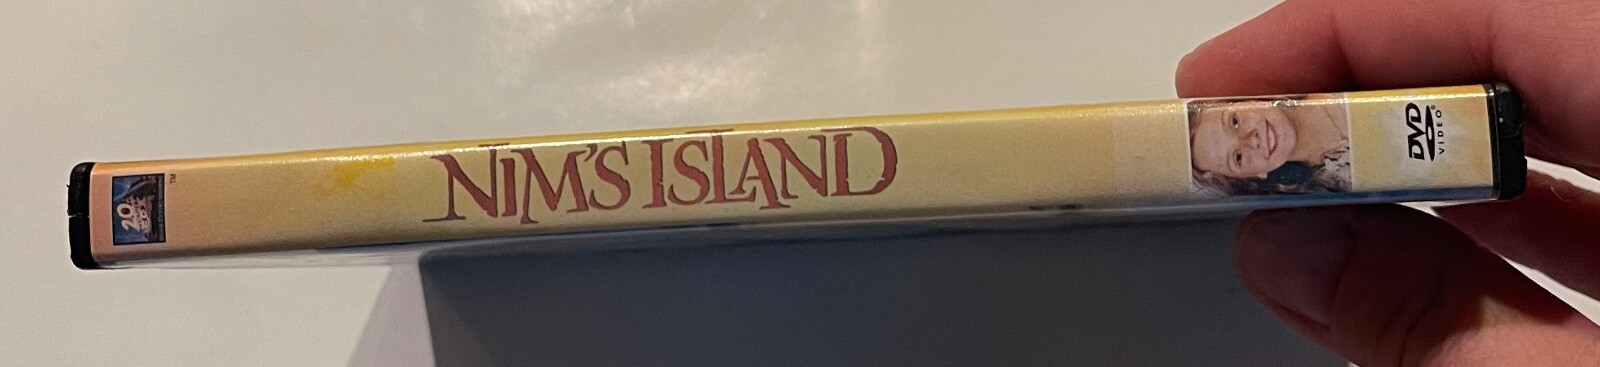 20
TM
NIM'S ISLAND
DVD
VIDEO